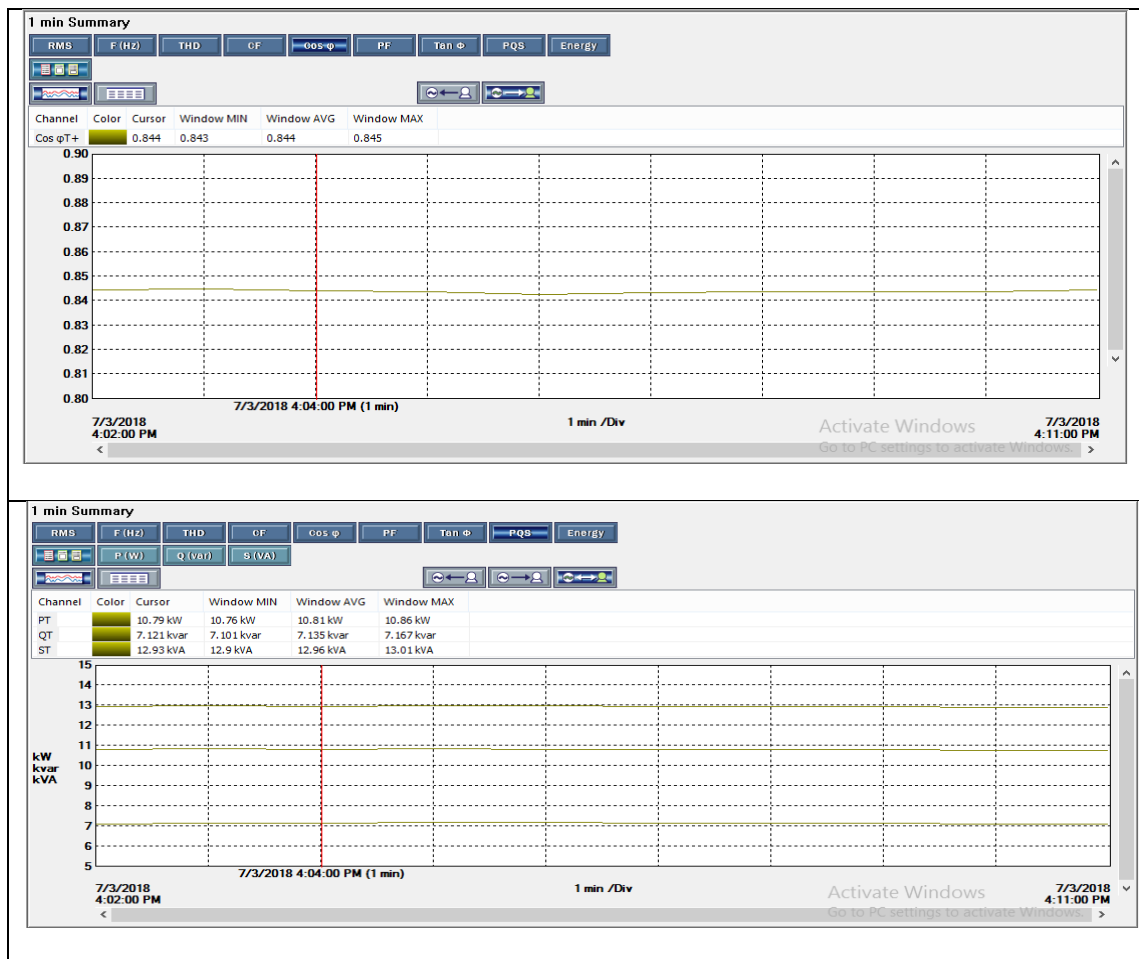 1 min Summary
RMS F (Hz) THD CF Cos φ PF Tan Φ PQS Energy
Channel Color Cursor Window MIN Window AVG Window MAX
Cos φT+ 0.844 0.843 0.844 0.845
0.90
0.89
0.88
0.87
0.86
0.85
0.84
0.83
0.82
0.81
0.80
7/3/2018 4:04:00 PM (1 min)
7/3/2018 1 min /Div 7/3/2018
4:02:00 PM 4:11:00 PM
Activate Windows
Go to PC settings to activate Windows.
1 min Summary
RMS F (Hz) THD CF Cos φ PF Tan Φ PQS Energy
P (W) Q (var) S (VA)
Channel Color Cursor Window MIN Window AVG Window MAX
PT 10.79 kW 10.76 kW 10.81 kW 10.86 kW
QT 7.121 kvar 7.101 kvar 7.135 kvar 7.167 kvar
ST 12.93 kVA 12.9 kVA 12.96 kVA 13.01 kVA
15
14
13
12
11
10
9
8
7
6
5
kW
kvar
kVA
7/3/2018 4:04:00 PM (1 min)
7/3/2018 1 min /Div 7/3/2018
4:02:00 PM 4:11:00 PM
Activate Windows
Go to PC settings to activate Windows.